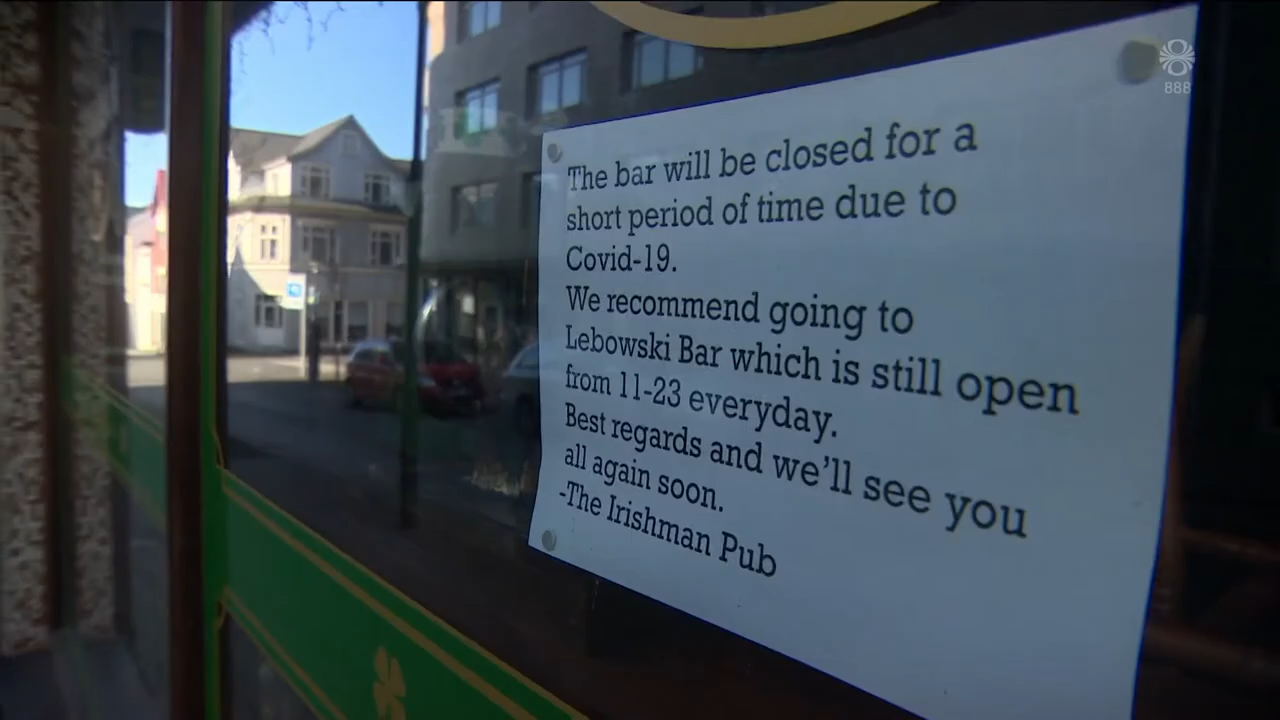 888
The bar will be closed for a
short period of time due to
Covid-19.
We recommend going to
Lebowski Bar which is still open
from 11-23 everyday.
Best regards and we'll see you
all again soon.
-The Irishman Pub